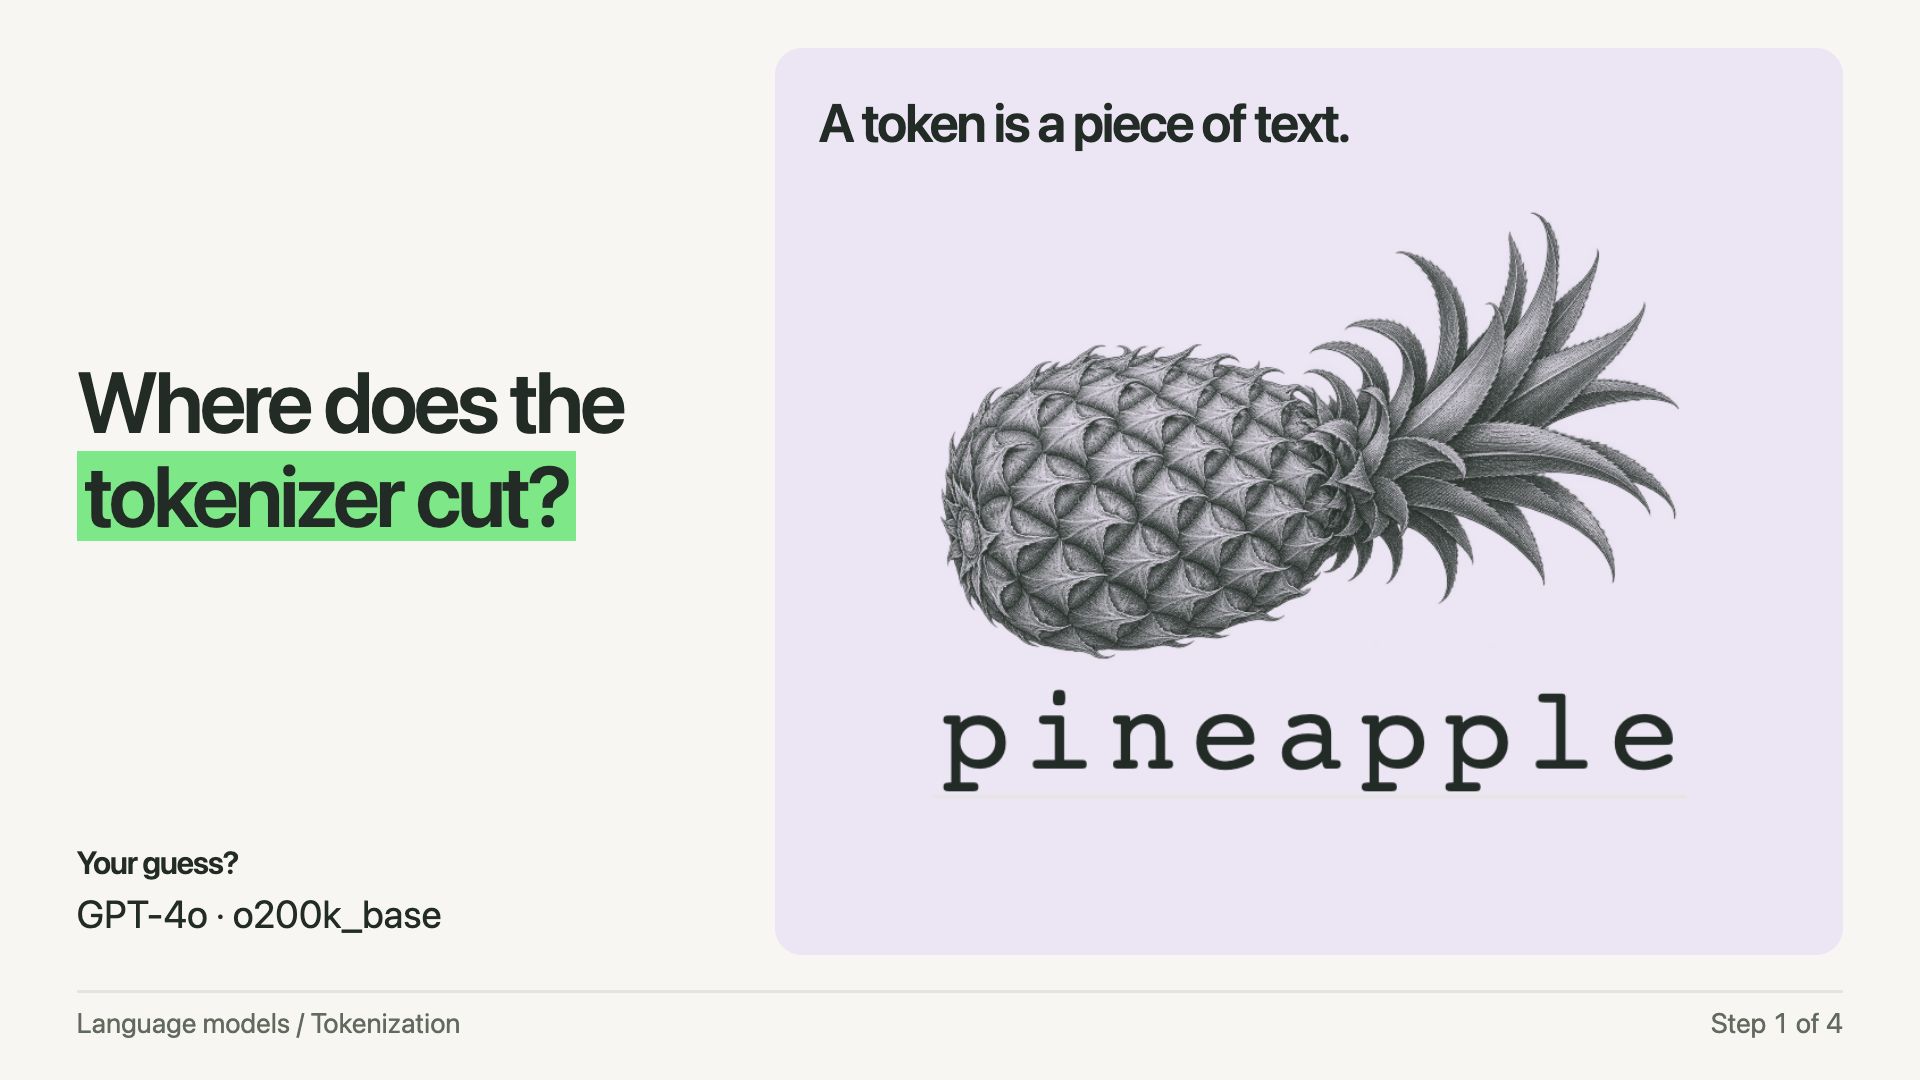 Where does the
tokenizer cut?
Your guess?
GPT-4o · o200k_base
A token is a piece of text.
pineapple
Language models / Tokenization
Step 1 of 4